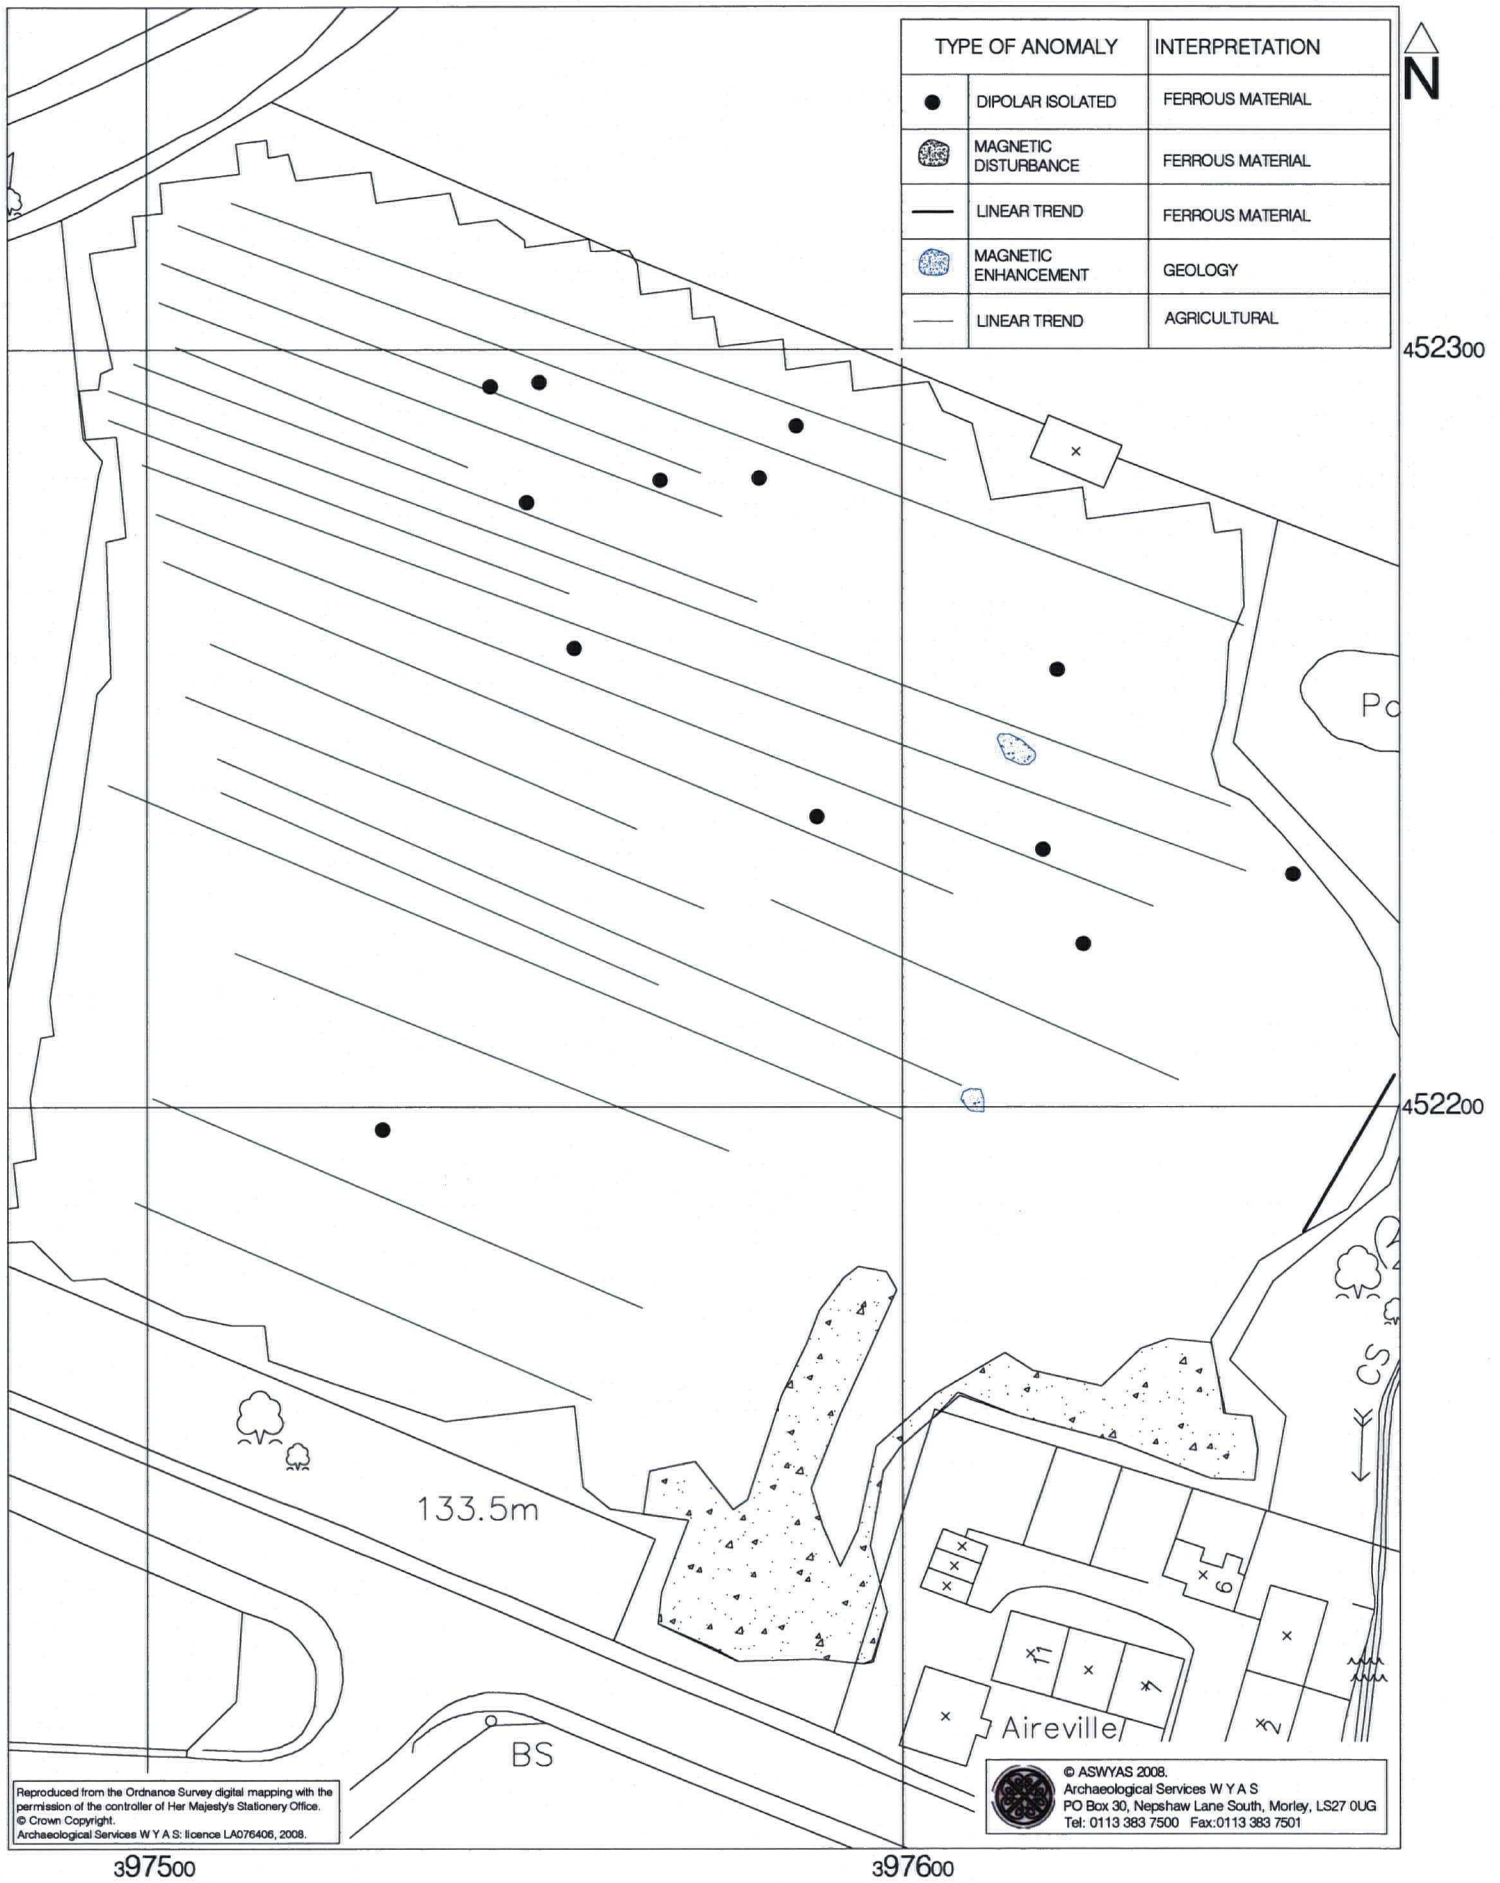 TYPE OF ANOMALY INTERPRETATION
DIPOLAR ISOLATED FERROUS MATERIAL
MAGNETIC
DISTURBANCE FERROUS MATERIAL
LINEAR TREND FERROUS MATERIAL
MAGNETIC
ENHANCEMENT GEOLOGY
LINEAR TREND AGRICULTURAL
N
452300
Po
452200
CS
133.5m
6
11
7
2
Aireville
BS
Reproduced from the Ordnance Survey digital mapping with the
permission of the controller of Her Majesty's Stationery Office.
© Crown Copyright.
Archaeological Services W Y A S: licence LA076406, 2008.
© ASWYAS 2008.
Archaeological Services W Y A S
PO Box 30, Nepshaw Lane South, Morley, LS27 0UG
Tel: 0113 383 7500 Fax:0113 383 7501
397500
397600